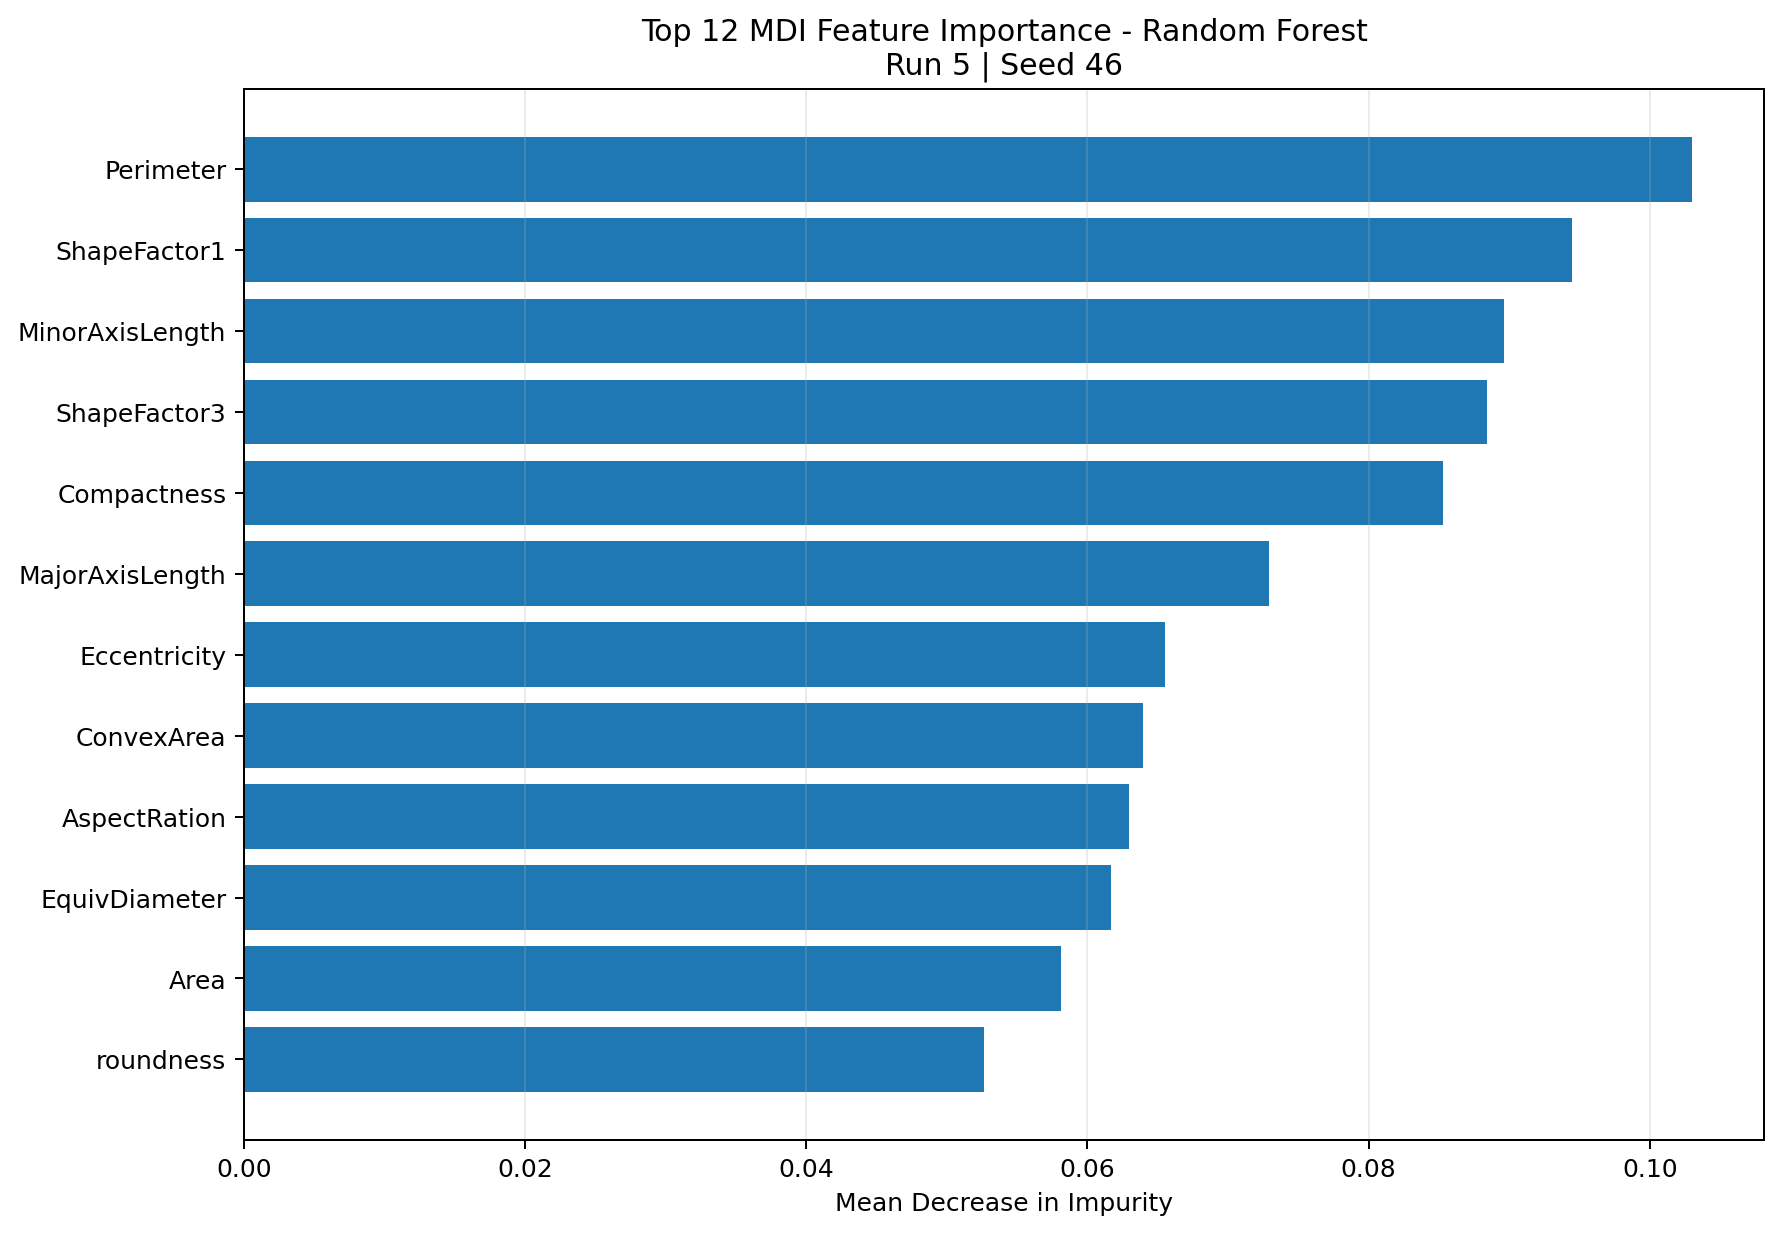 Top 12 MDI Feature Importance - Random Forest
Run 5 | Seed 46
Perimeter
ShapeFactor1
MinorAxisLength
ShapeFactor3
Compactness
MajorAxisLength
Eccentricity
ConvexArea
AspectRation
EquivDiameter
Area
roundness
0.00 0.02 0.04 0.06 0.08 0.10
Mean Decrease in Impurity